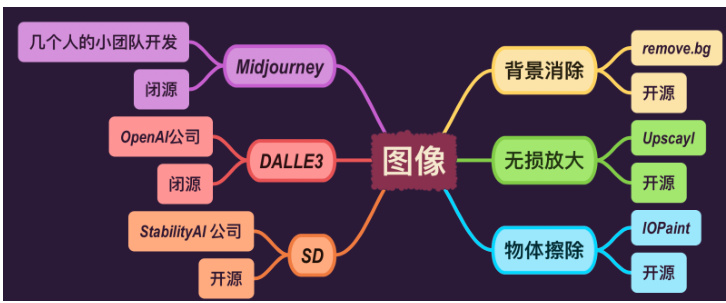 图像
Midjourney
几个人的小团队开发
闭源
DALLE3
OpenAI公司
闭源
SD
StabilityAI 公司
开源
背景消除
remove.bg
开源
无损放大
Upscayl
开源
物体擦除
IOPaint
开源